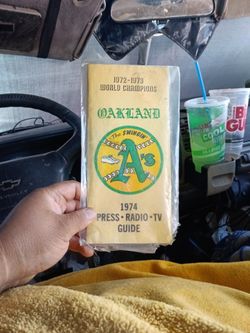 1972-1973
WORLD CHAMPIONS
OAKLAND
The SWINGIN'
A's
1974
PRESS • RADIO • TV
GUIDE